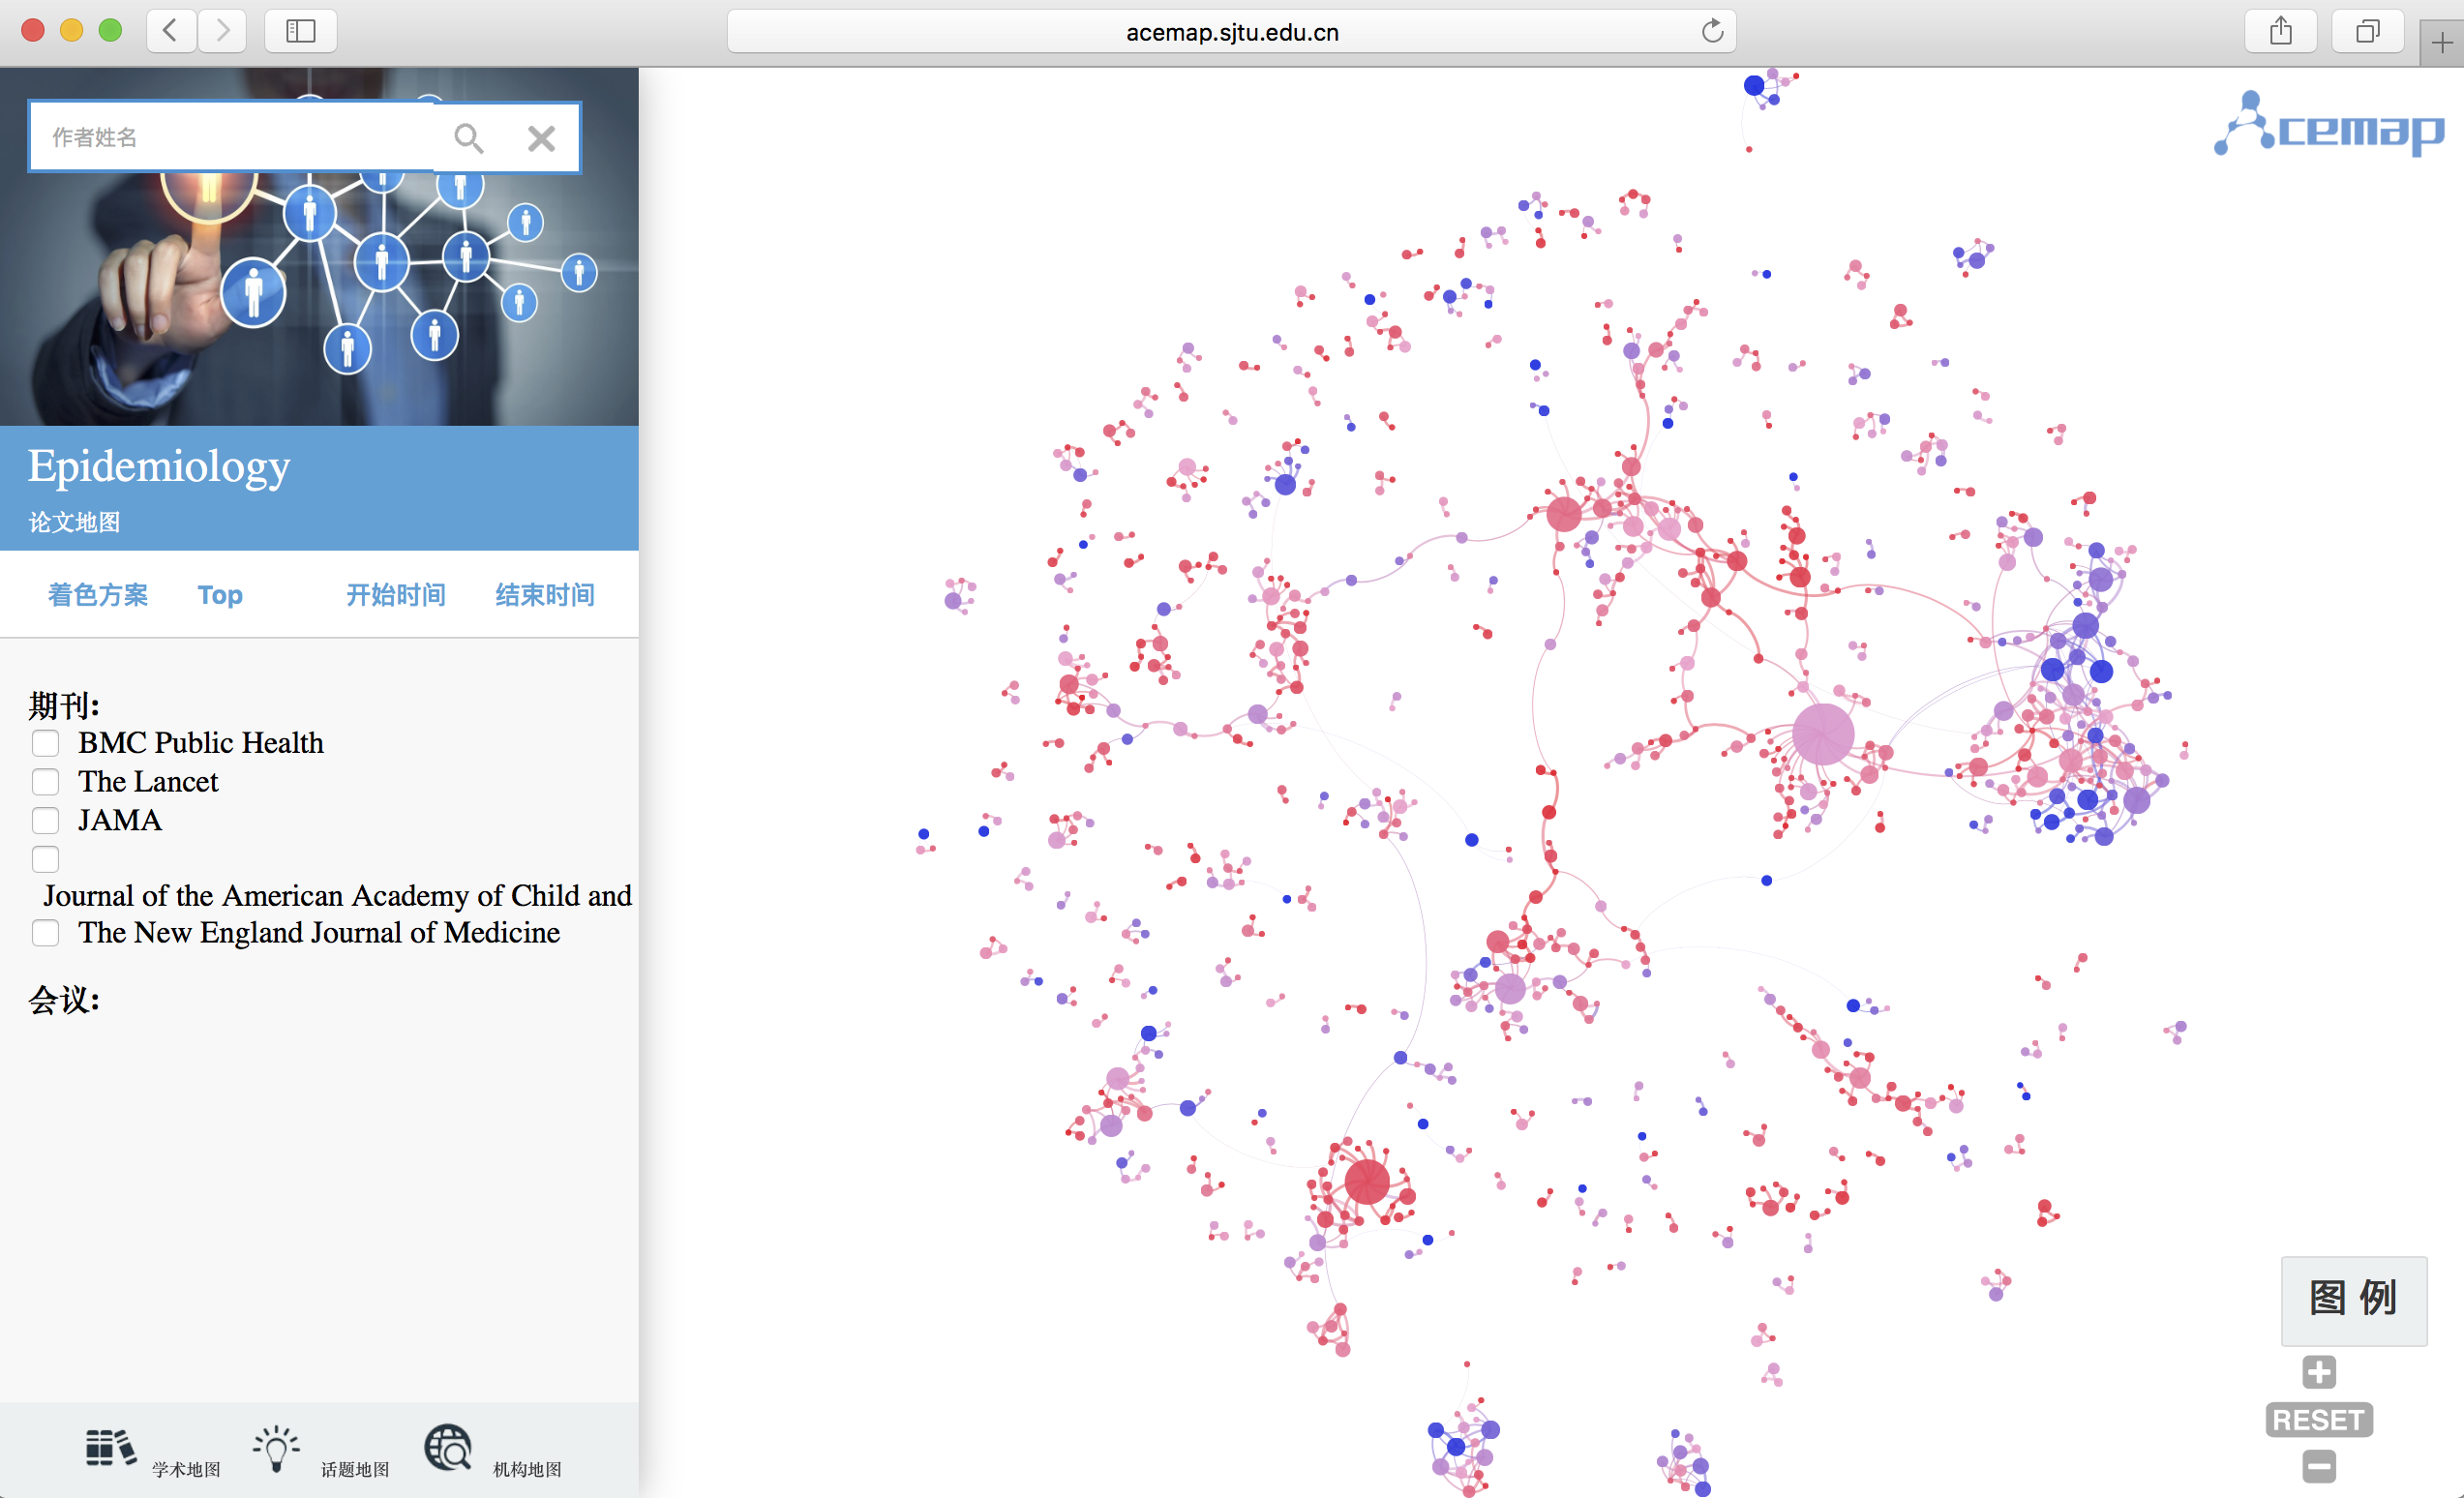 acemap.sjtu.edu.cn
作者姓名
Acemap
Epidemiology
论文地图
着色方案 Top 开始时间 结束时间
期刊:
BMC Public Health
The Lancet
JAMA
Journal of the American Academy of Child and
The New England Journal of Medicine
会议:
图 例
RESET
学术地图 话题地图 机构地图